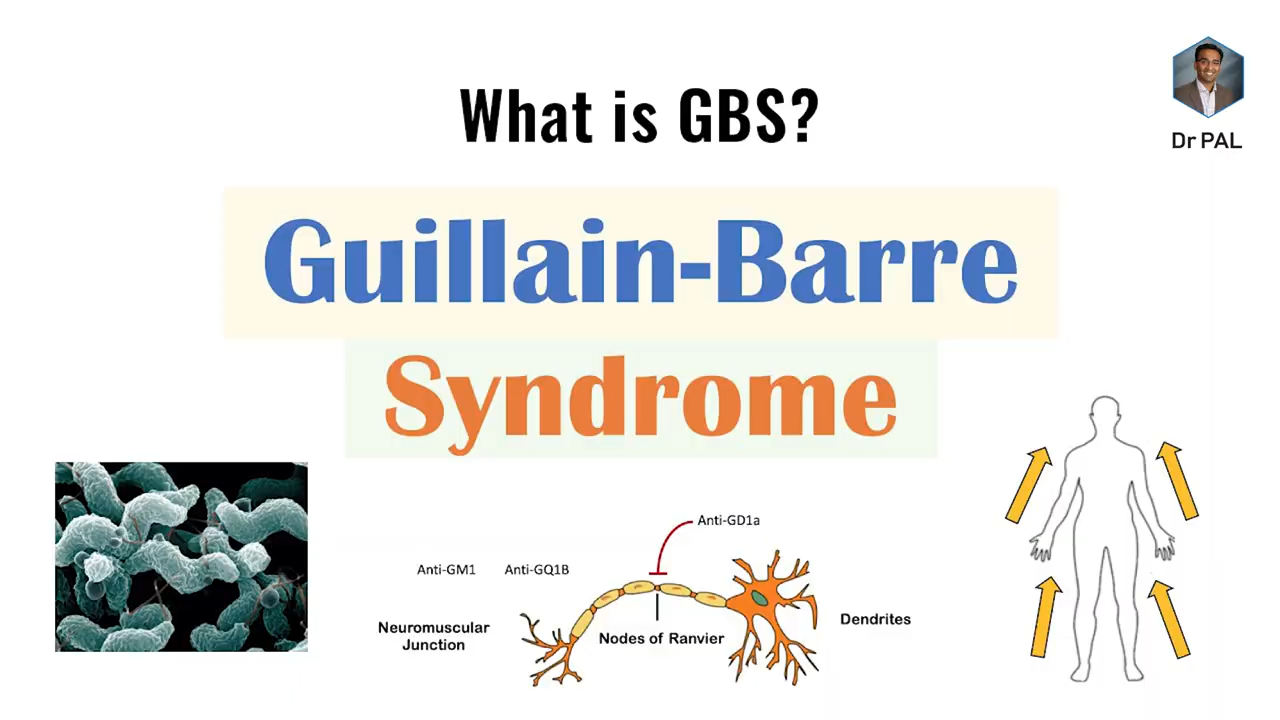 What is GBS?
Dr PAL
Guillain-Barre
Syndrome
Anti-GD1a
Anti-GM1
Anti-GQ1B
Neuromuscular
Junction
Nodes of Ranvier
Dendrites